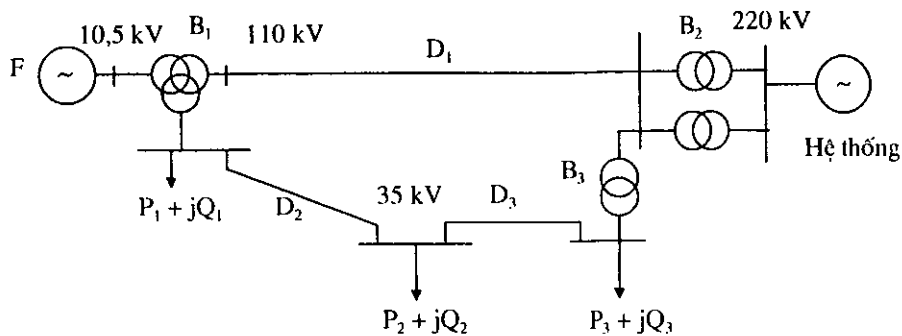 B₁
B₂
220 kV
10,5 kV
110 kV
D₁
F
~
~
Hệ thống
B₃
P₁ + jQ₁
D₂
35 kV
D₃
P₂ + jQ₂
P₃ + jQ₃